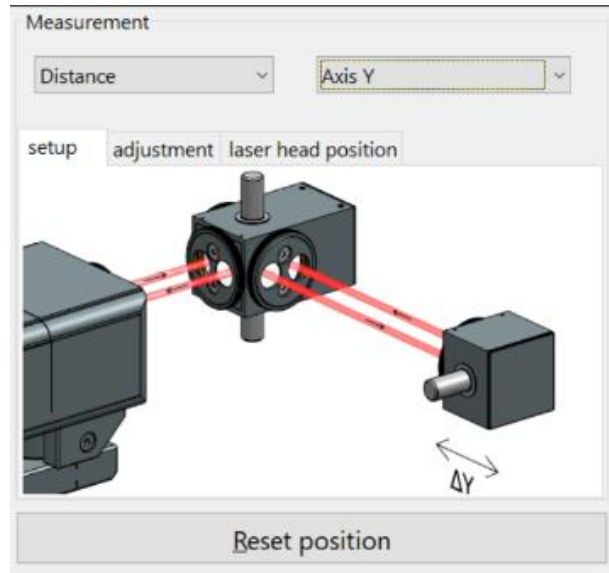 Measurement
Distance Axis Y
setup adjustment laser head position
ΔY
Reset position